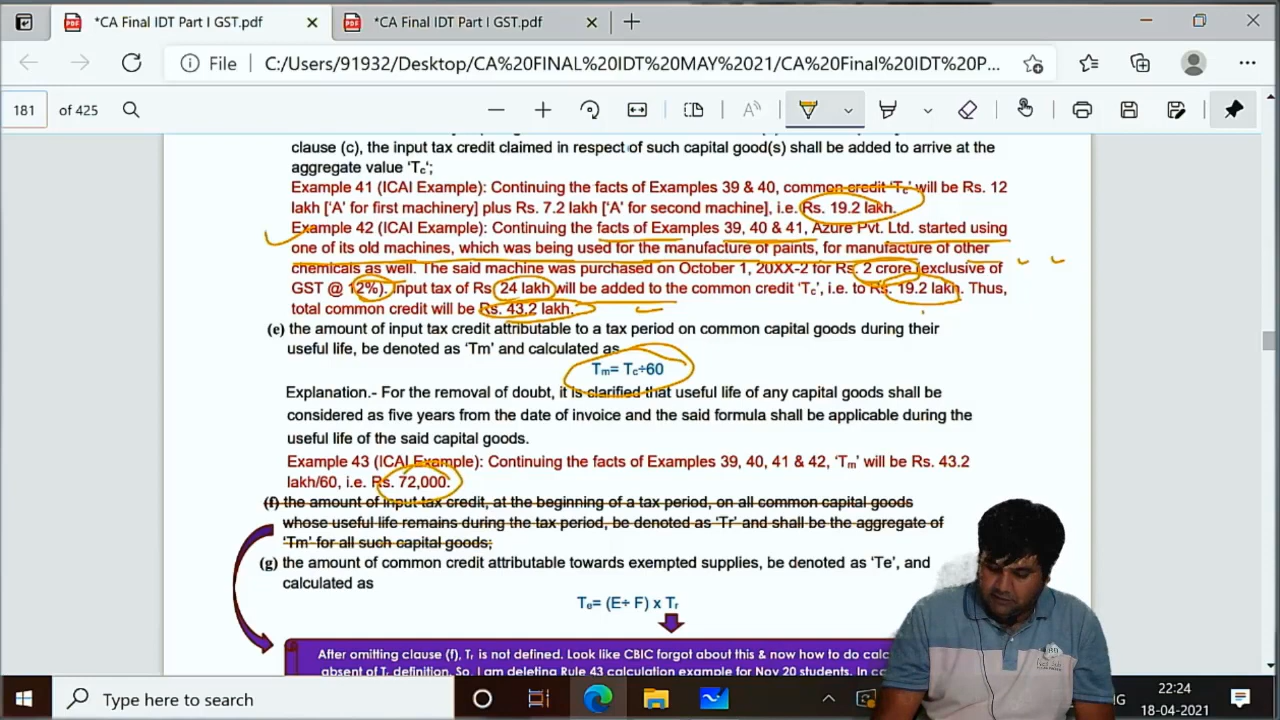 *CA Final IDT Part I GST.pdf
*CA Final IDT Part I GST.pdf
File
C:/Users/91932/Desktop/CA%20FINAL%20IDT%20MAY%2021/CA%20Final%20IDT%20P...
181 of 425
clause (c), the input tax credit claimed in respect of such capital good(s) shall be added to arrive at the
aggregate value 'Tc';
Example 41 (ICAI Example): Continuing the facts of Examples 39 & 40, common credit 'Tc' will be Rs. 12
lakh ['A' for first machinery] plus Rs. 7.2 lakh ['A' for second machine], i.e. Rs. 19.2 lakh.
Example 42 (ICAI Example): Continuing the facts of Examples 39, 40 & 41, Azure Pvt. Ltd. started using
one of its old machines, which was being used for the manufacture of paints, for manufacture of other
chemicals as well. The said machine was purchased on October 1, 20XX-2 for Rs. 2 crore (exclusive of
GST @ 12%). Input tax of Rs. 24 lakh will be added to the common credit 'Tc', i.e. to Rs. 19.2 lakh. Thus,
total common credit will be Rs. 43.2 lakh.
(e) the amount of input tax credit attributable to a tax period on common capital goods during their
useful life, be denoted as 'Tm' and calculated as
Tm= Tc÷60
Explanation.- For the removal of doubt, it is clarified that useful life of any capital goods shall be
considered as five years from the date of invoice and the said formula shall be applicable during the
useful life of the said capital goods.
Example 43 (ICAI Example): Continuing the facts of Examples 39, 40, 41 & 42, 'Tm' will be Rs. 43.2
lakh/60, i.e. Rs. 72,000.
(f) the amount of input tax credit, at the beginning of a tax period, on all common capital goods
whose useful life remains during the tax period, be denoted as 'Tr' and shall be the aggregate of
'Tm' for all such capital goods;
(g) the amount of common credit attributable towards exempted supplies, be denoted as 'Te', and
calculated as
Te= (E÷ F) x Tr
After omitting clause (f), Tr is not defined. Look like CBIC forgot about this & now how to do
absent of Tr definition. So, I am deleting Rule 43 calculation example for Nov 20 students. In
Type here to search
22:24
18-04-2021